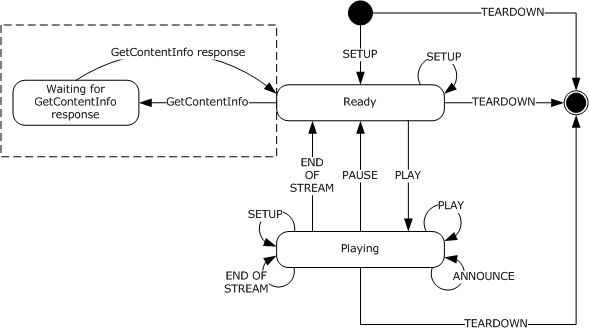 TEARDOWN
SETUP
GetContentInfo response
SETUP
Waiting for
GetContentInfo
response
GetContentInfo
Ready
TEARDOWN
END
OF
STREAM
PAUSE
PLAY
SETUP
PLAY
Playing
END OF
STREAM
ANNOUNCE
TEARDOWN